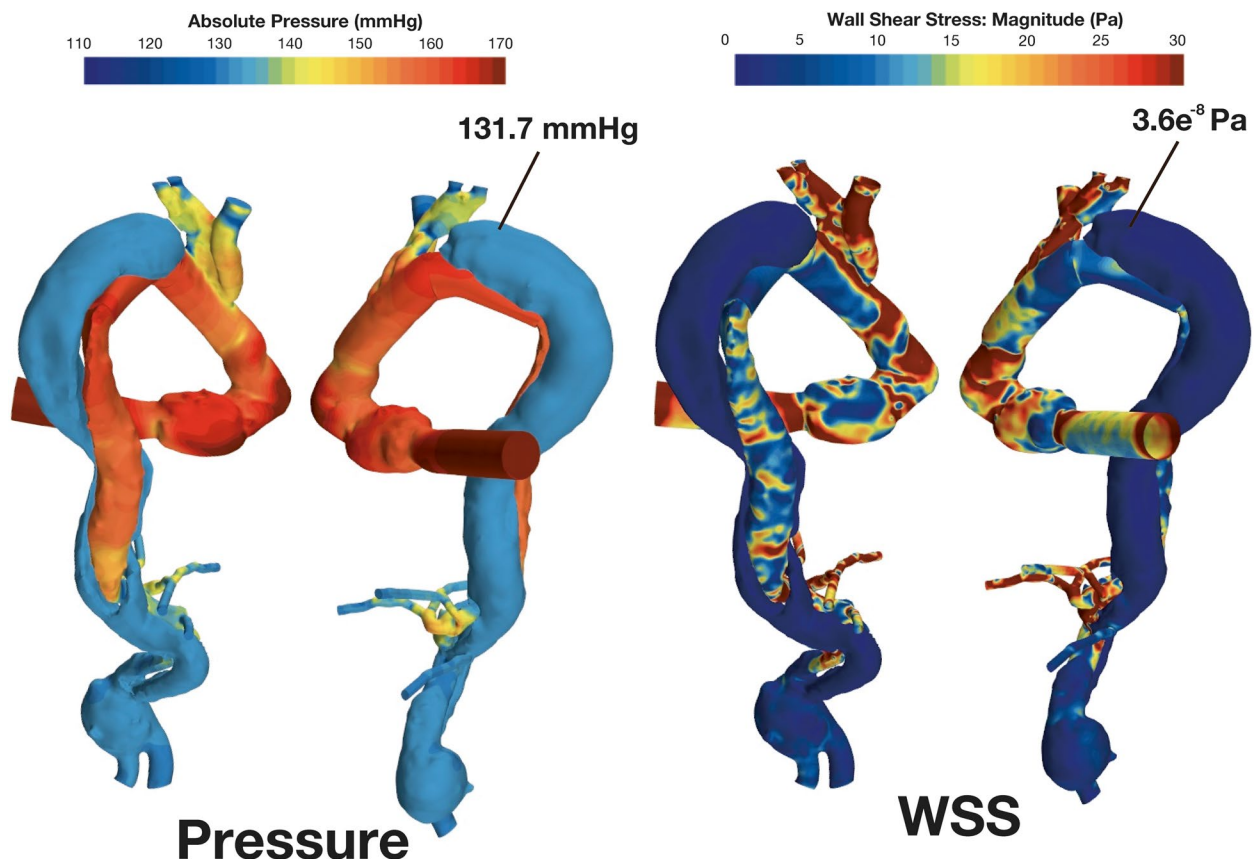 Absolute Pressure (mmHg)
110 120 130 140 150 160 170
Wall Shear Stress: Magnitude (Pa)
0 5 10 15 20 25 30
131.7 mmHg
3.6e⁻⁸ Pa
Pressure
WSS